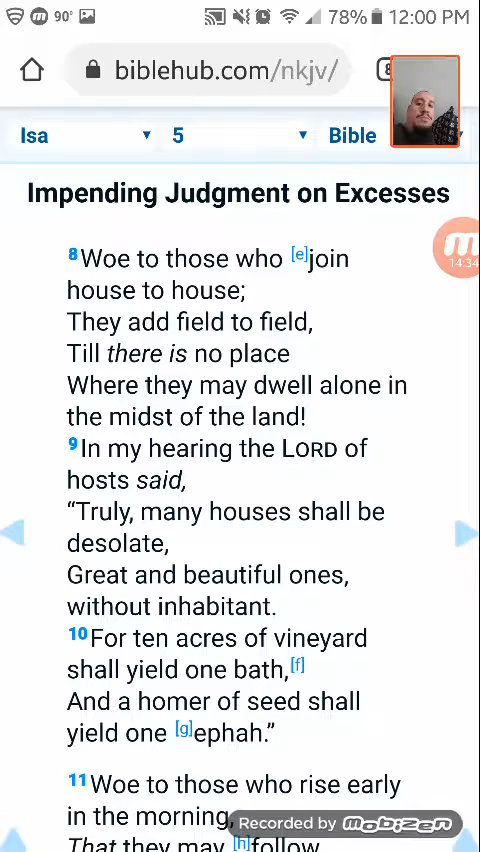 90° 78% 12:00 PM
biblehub.com/nkjv/
Isa 5 Bible
Impending Judgment on Excesses
14:34
8 Woe to those who [e]join
house to house;
They add field to field,
Till there is no place
Where they may dwell alone in
the midst of the land!
9 In my hearing the LORD of
hosts said,
“Truly, many houses shall be
desolate,
Great and beautiful ones,
without inhabitant.
10 For ten acres of vineyard
shall yield one bath,[f]
And a homer of seed shall
yield one [g]ephah.”
11 Woe to those who rise early
in the morning,
That they may [h]follow
Recorded by mobizen